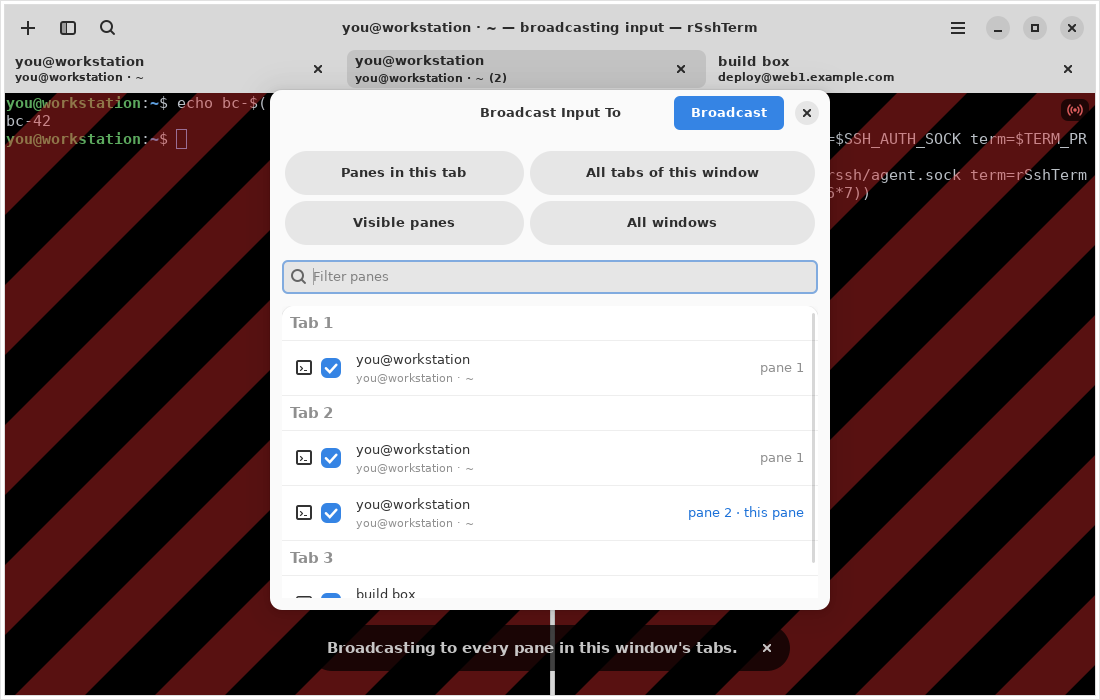 you@workstation · ~ — broadcasting input — rSshTerm
you@workstation
you@workstation · ~
you@workstation
you@workstation · ~ (2)
build box
deploy@web1.example.com
you@workstation:~$ echo bc-$(
bc-42
you@workstation:~$
=$SSH_AUTH_SOCK term=$TERM_PR
rssh/agent.sock term=rSshTerm
6*7))
Broadcast Input To
Broadcast
Panes in this tab
All tabs of this window
Visible panes
All windows
Filter panes
Tab 1
you@workstation
you@workstation · ~
pane 1
Tab 2
you@workstation
you@workstation · ~
pane 1
you@workstation
you@workstation · ~
pane 2 · this pane
Tab 3
build box
Broadcasting to every pane in this window's tabs.